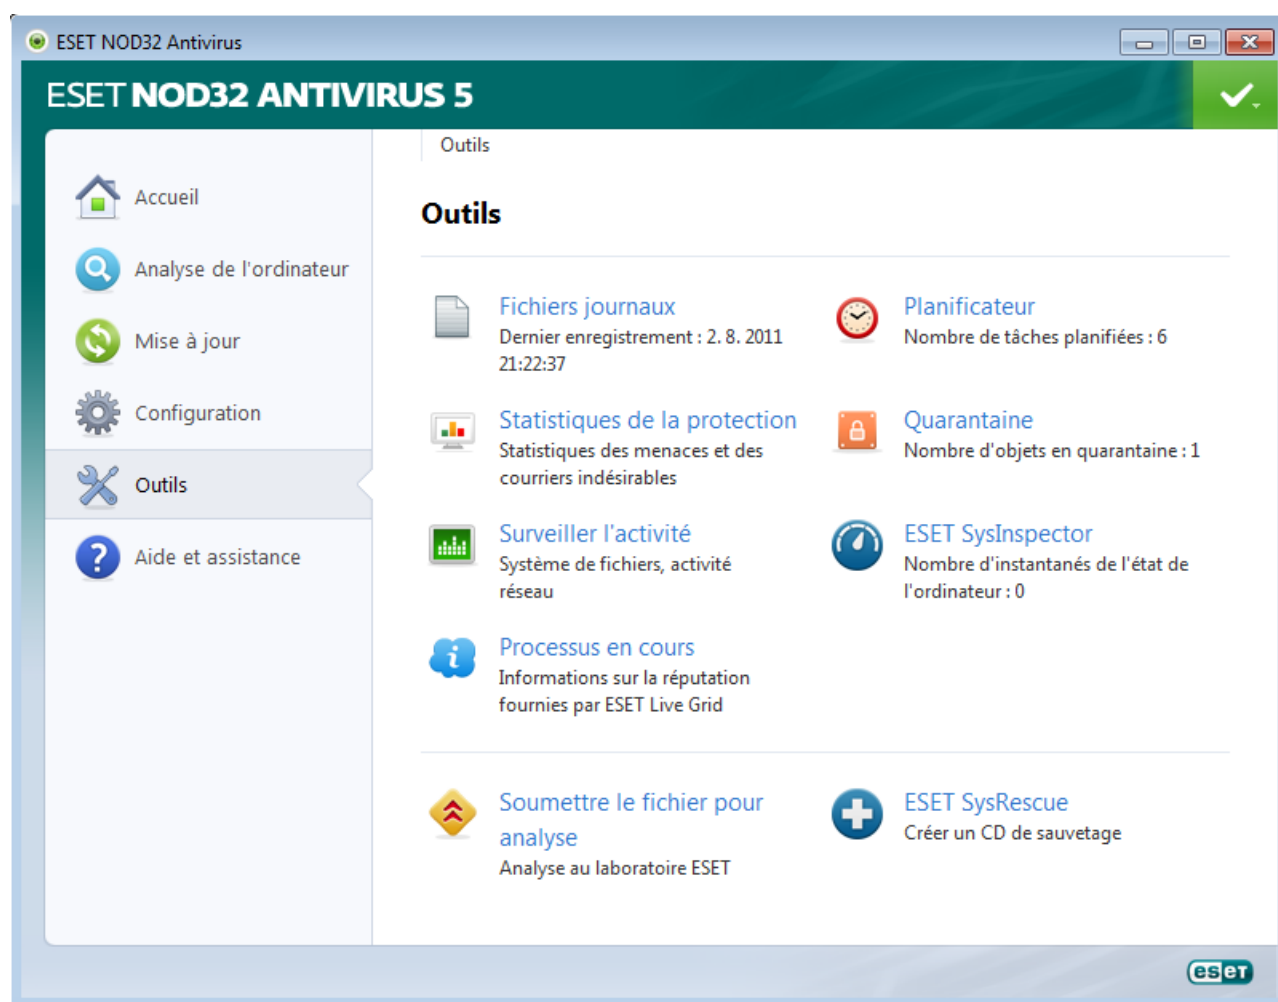 ESET NOD32 Antivirus
ESET NOD32 ANTIVIRUS 5
Accueil
Analyse de l'ordinateur
Mise à jour
Configuration
Outils
Aide et assistance
Outils
Outils
Fichiers journaux
Dernier enregistrement : 2. 8. 2011
21:22:37
Planificateur
Nombre de tâches planifiées : 6
Statistiques de la protection
Statistiques des menaces et des
courriers indésirables
Quarantaine
Nombre d'objets en quarantaine : 1
Surveiller l'activité
Système de fichiers, activité
réseau
ESET SysInspector
Nombre d'instantanés de l'état de
l'ordinateur : 0
Processus en cours
Informations sur la réputation
fournies par ESET Live Grid
Soumettre le fichier pour
analyse
Analyse au laboratoire ESET
ESET SysRescue
Créer un CD de sauvetage
eset